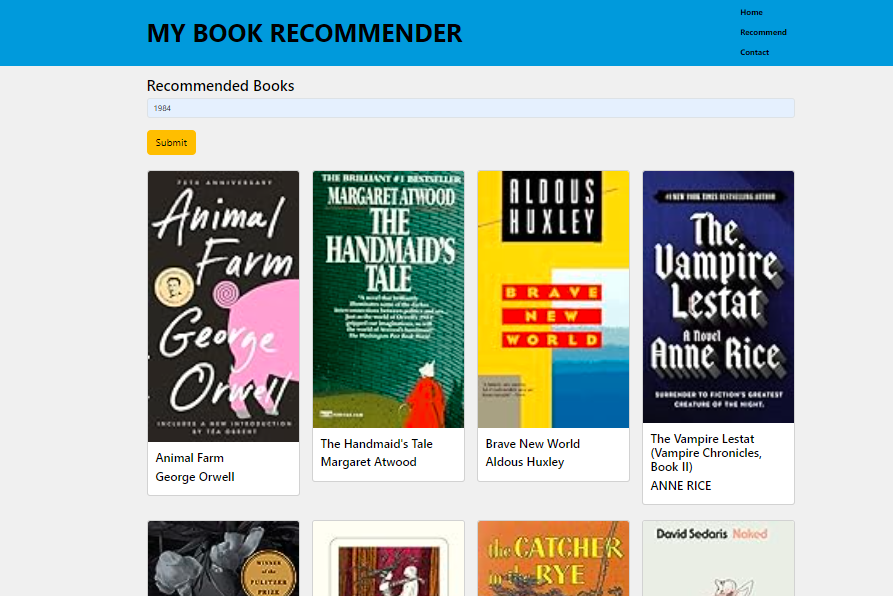 MY BOOK RECOMMENDER
Home
Recommend
Contact
Recommended Books
1984
Submit
75TH ANNIVERSARY
Animal
Farm
George
Orwell
INCLUDES A NEW INTRODUCTION
BY TÉA OBREHT
Animal Farm
George Orwell
THE BRILLIANT #1 BESTSELLER
MARGARET ATWOOD
THE
HANDMAID'S
TALE
The Handmaid's Tale
Margaret Atwood
ALDOUS
HUXLEY
BRAVE
NEW
WORLD
Brave New World
Aldous Huxley
#1 NEW YORK TIMES BESTSELLING AUTHOR
The
Vampire
Lestat
A Novel
Anne Rice
SURRENDER TO FICTION'S GREATEST
CREATURE OF THE NIGHT.
The Vampire Lestat
(Vampire Chronicles,
Book II)
ANNE RICE
WINNER
of the
PULITZER
PRIZE
the CATCHER
in the RYE
David Sedaris Naked